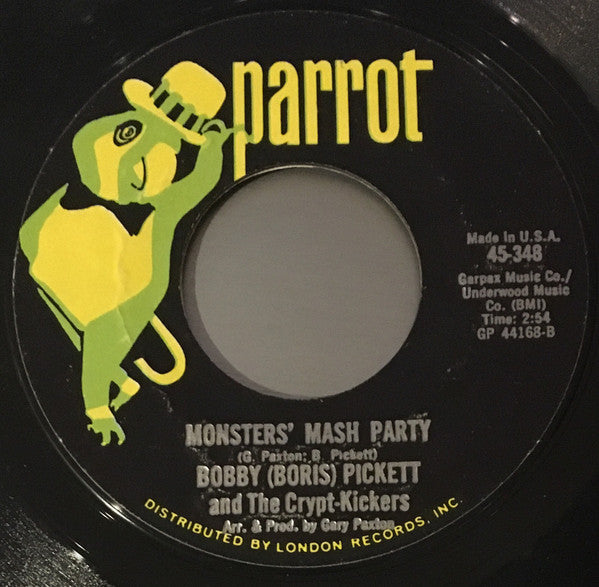 parrot
Made in U.S.A.
45-348
Garpax Music Co./
Underwood Music
Co. (BMI)
Time: 2:54
GP 44168-B
MONSTERS' MASH PARTY
(G. Paxton; B. Pickett)
BOBBY (BORIS) PICKETT
and The Crypt-Kickers
Arr. & Prod. by Gary Paxton
DISTRIBUTED BY LONDON RECORDS, INC.